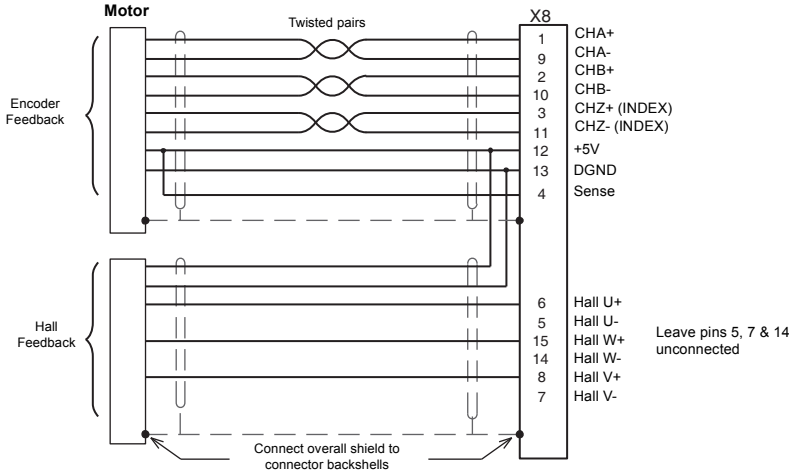 Motor
Twisted pairs
X8
1 CHA+
9 CHA-
2 CHB+
10 CHB-
3 CHZ+ (INDEX)
11 CHZ- (INDEX)
12 +5V
13 DGND
4 Sense
Encoder
Feedback
6 Hall U+
5 Hall U-
15 Hall W+
14 Hall W-
8 Hall V+
7 Hall V-
Hall
Feedback
Leave pins 5, 7 & 14
unconnected
Connect overall shield to
connector backshells